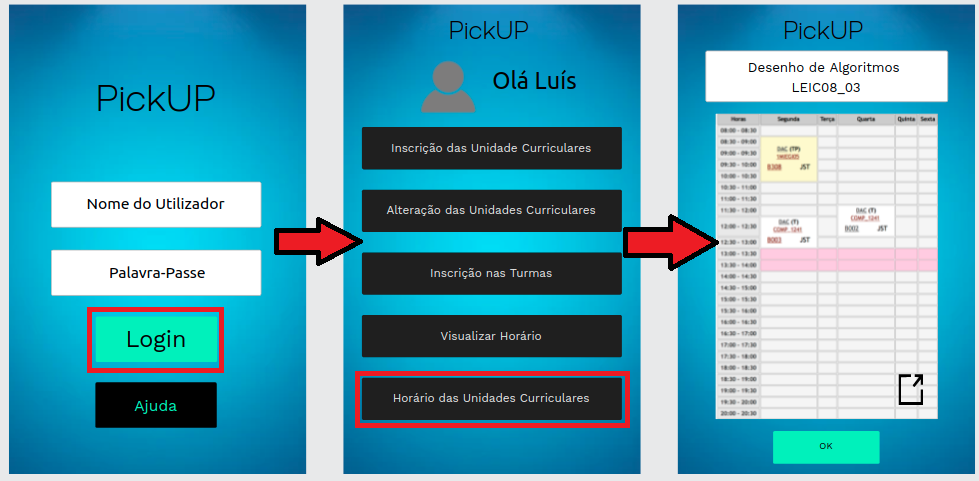 PickUP
Nome do Utilizador
Palavra-Passe
Login
Ajuda
PickUP
Olá Luís
Inscrição das Unidade Curriculares
Alteração das Unidades Curriculares
Inscrição nas Turmas
Visualizar Horário
Horário das Unidades Curriculares
PickUP
Desenho de Algoritmos
LEIC08_03
Horas Segunda Terça Quarta Quinta Sexta
08:00 - 08:30
08:30 - 09:00
DAC (TP)
09:00 - 09:30
09:30 - 10:00
B308 JST
10:00 - 10:30
10:30 - 11:00
11:00 - 11:30
11:30 - 12:00
DAC (T)
COMP_1241
B002 JST
12:00 - 12:30
DAC (T)
COMP_1241
B003 JST
12:30 - 13:00
13:00 - 13:30
13:30 - 14:00
14:00 - 14:30
14:30 - 15:00
15:00 - 15:30
15:30 - 16:00
16:00 - 16:30
16:30 - 17:00
17:00 - 17:30
17:30 - 18:00
18:00 - 18:30
18:30 - 19:00
19:00 - 19:30
19:30 - 20:00
20:00 - 20:30
OK